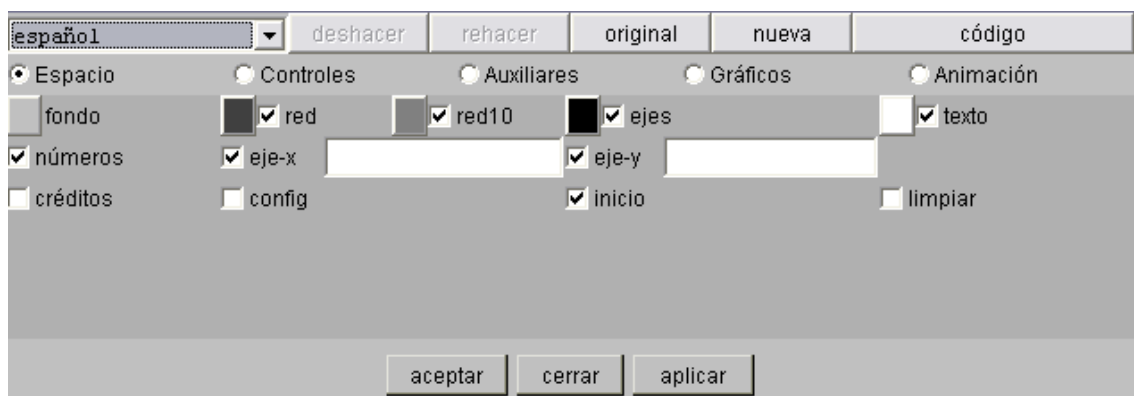 español deshacer rehacer original nueva código
Espacio Controles Auxiliares Gráficos Animación
fondo red red10 ejes texto
números eje-x eje-y
créditos config inicio limpiar
aceptar cerrar aplicar